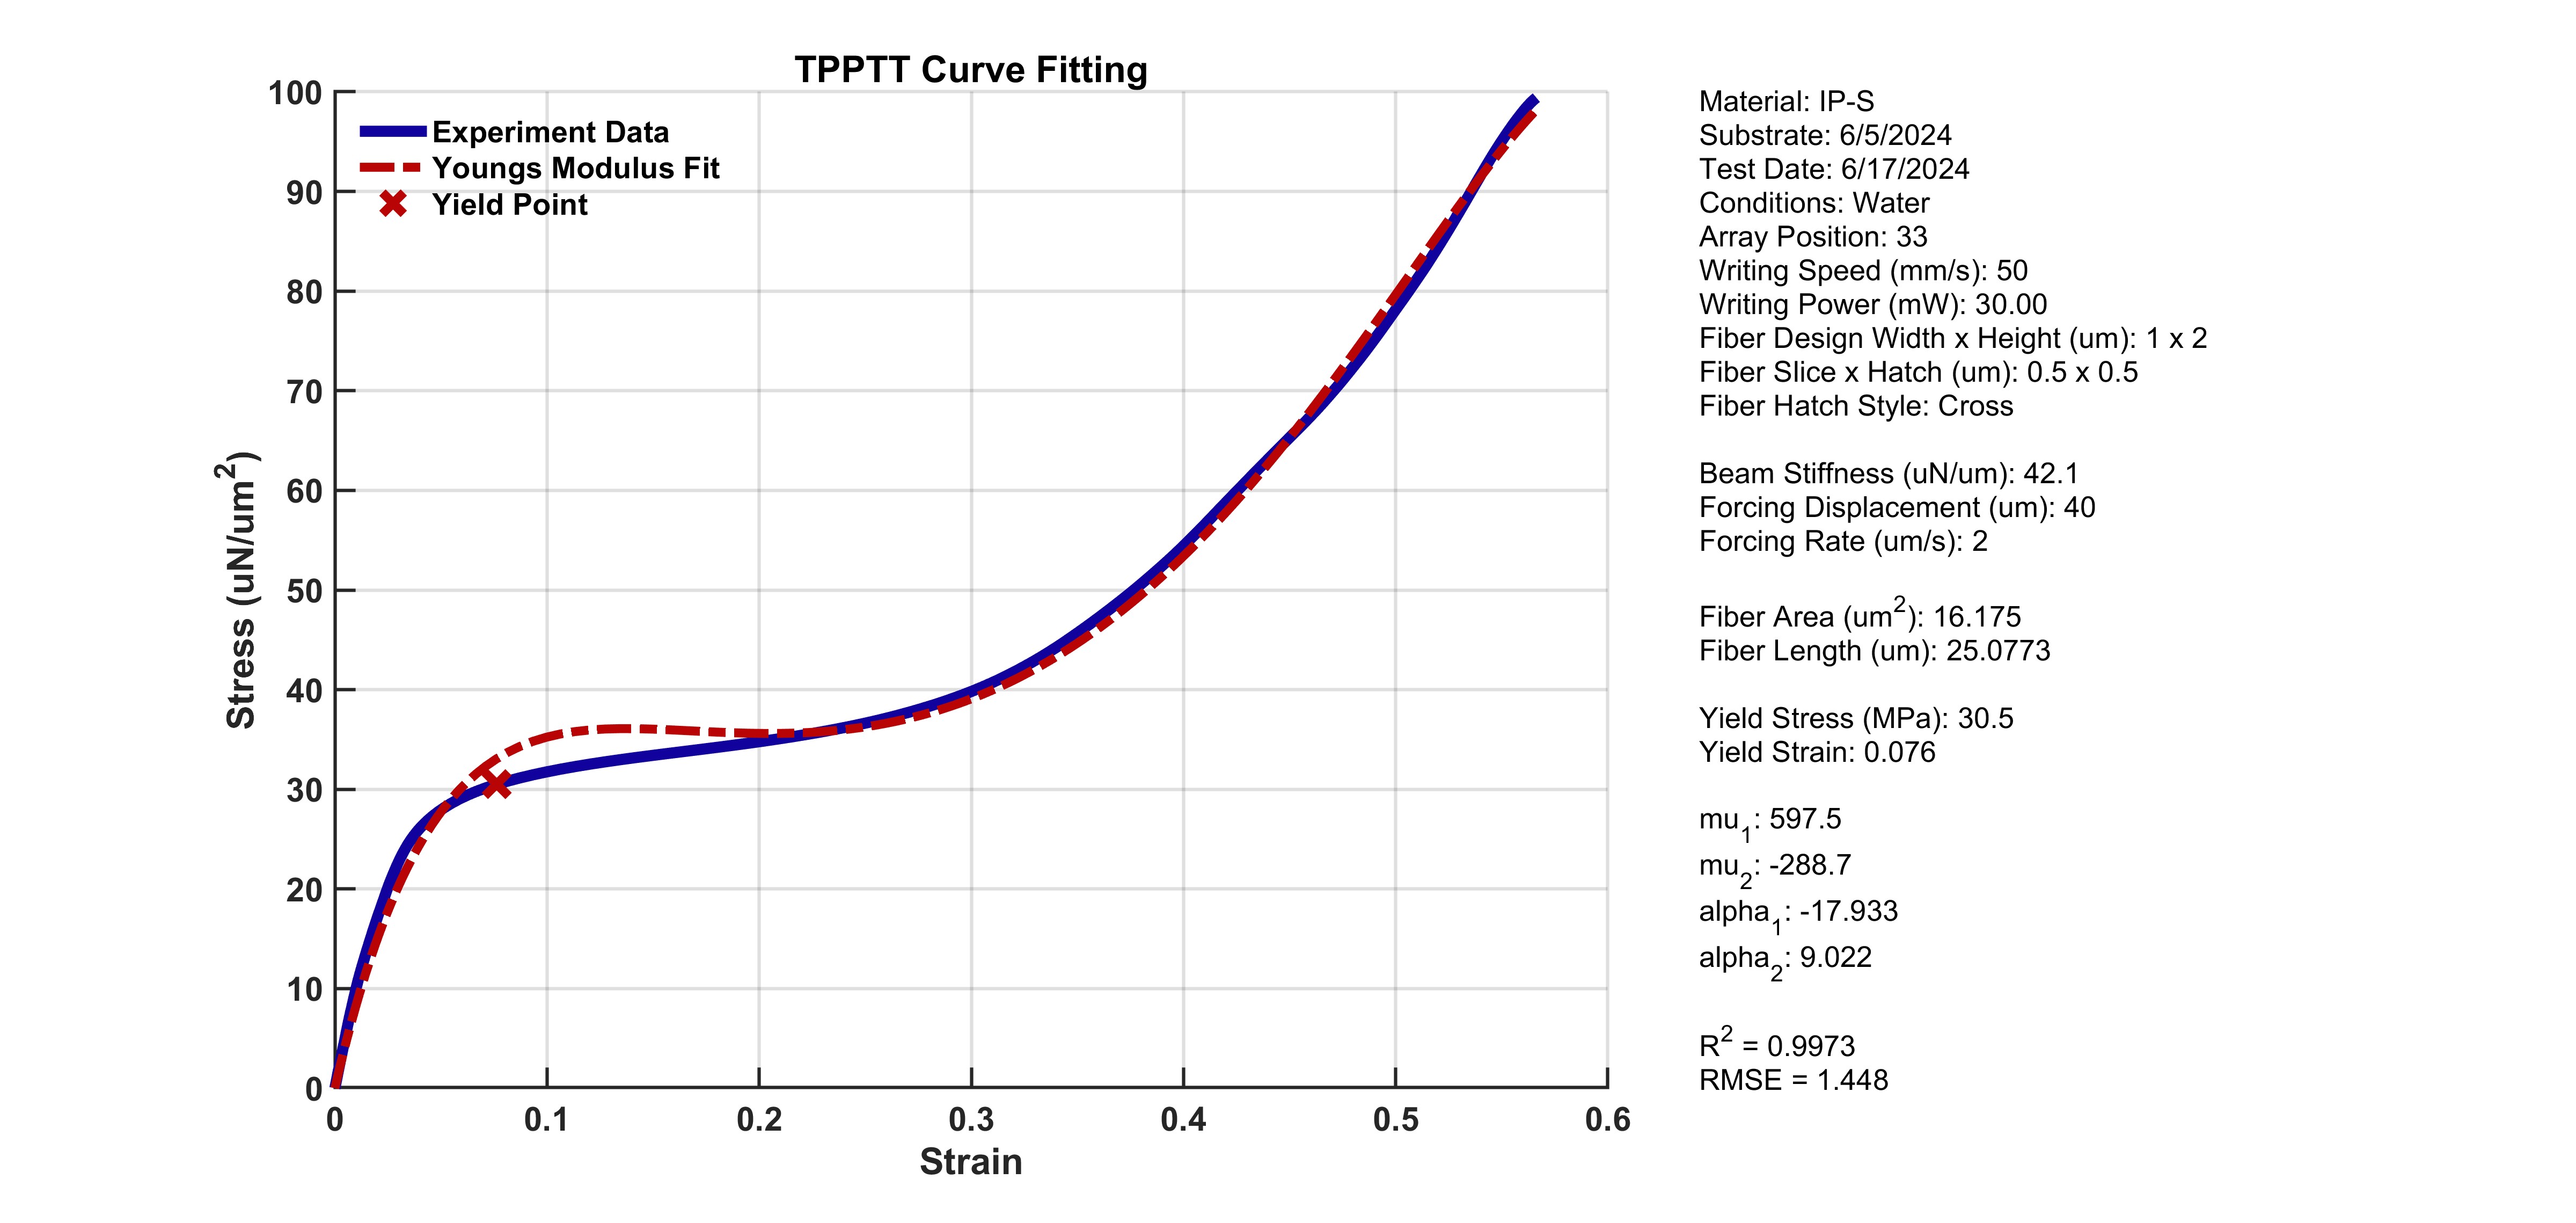 TPPTT Curve Fitting
100
90
80
70
60
50
40
30
20
10
0
Stress (uN/um²)
Experiment Data
Youngs Modulus Fit
Yield Point
0 0.1 0.2 0.3 0.4 0.5 0.6
Strain
Material: IP-S
Substrate: 6/5/2024
Test Date: 6/17/2024
Conditions: Water
Array Position: 33
Writing Speed (mm/s): 50
Writing Power (mW): 30.00
Fiber Design Width x Height (um): 1 x 2
Fiber Slice x Hatch (um): 0.5 x 0.5
Fiber Hatch Style: Cross
Beam Stiffness (uN/um): 42.1
Forcing Displacement (um): 40
Forcing Rate (um/s): 2
Fiber Area (um²): 16.175
Fiber Length (um): 25.0773
Yield Stress (MPa): 30.5
Yield Strain: 0.076
mu₁: 597.5
mu₂: -288.7
alpha₁: -17.933
alpha₂: 9.022
R² = 0.9973
RMSE = 1.448